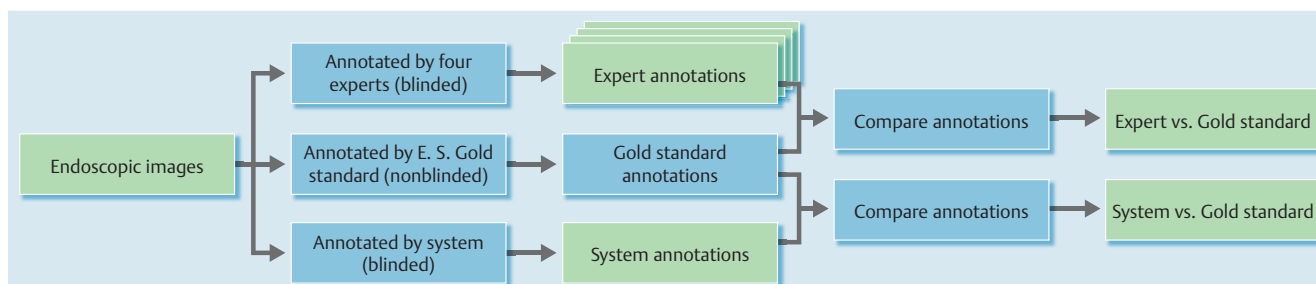 Endoscopic images
Annotated by four
experts (blinded)
Expert annotations
Annotated by E. S. Gold
standard (nonblinded)
Gold standard
annotations
Annotated by system
(blinded)
System annotations
Compare annotations
Expert vs. Gold standard
Compare annotations
System vs. Gold standard